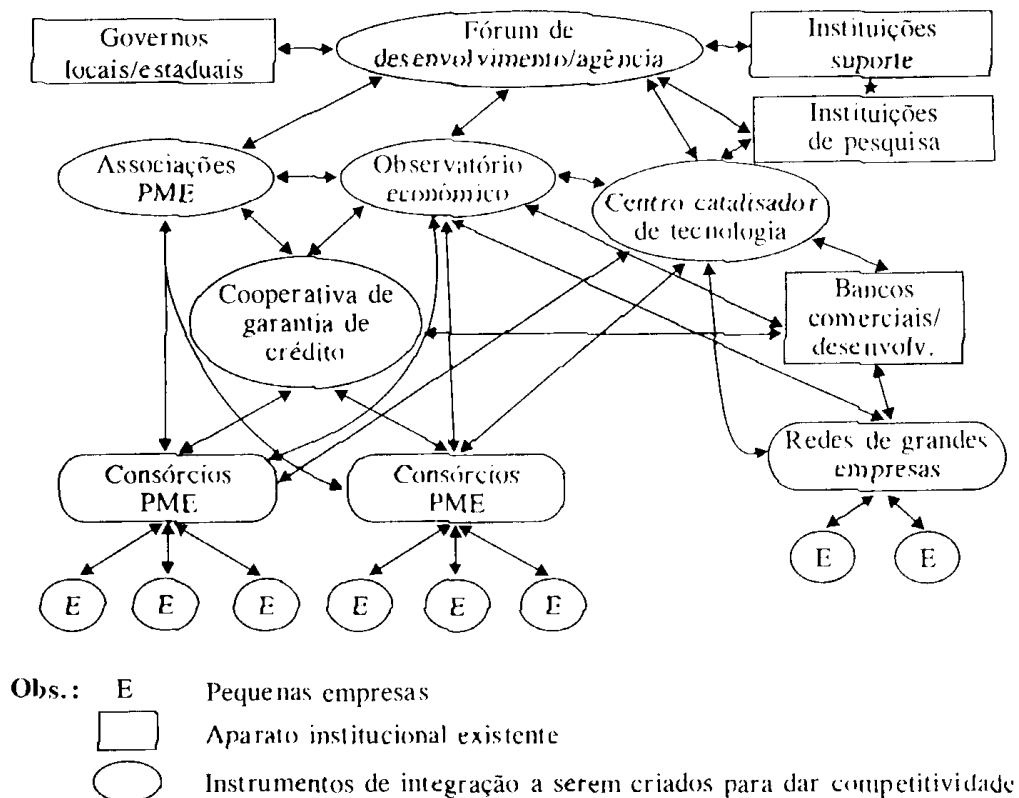 Governos
locais/estaduais
Fórum de
desenvolvimento/agência
Instituições
suporte
Instituições
de pesquisa
Associações
PME
Observatório
econômico
Centro catalisador
de tecnologia
Cooperativa de
garantia de
crédito
Bancos
comerciais/
desenvolv.
Redes de grandes
empresas
Consórcios
PME
Consórcios
PME
E
E
E
E
E
E
E
E
Obs.: E Pequenas empresas
Aparato institucional existente
Instrumentos de integração a serem criados para dar competitividade